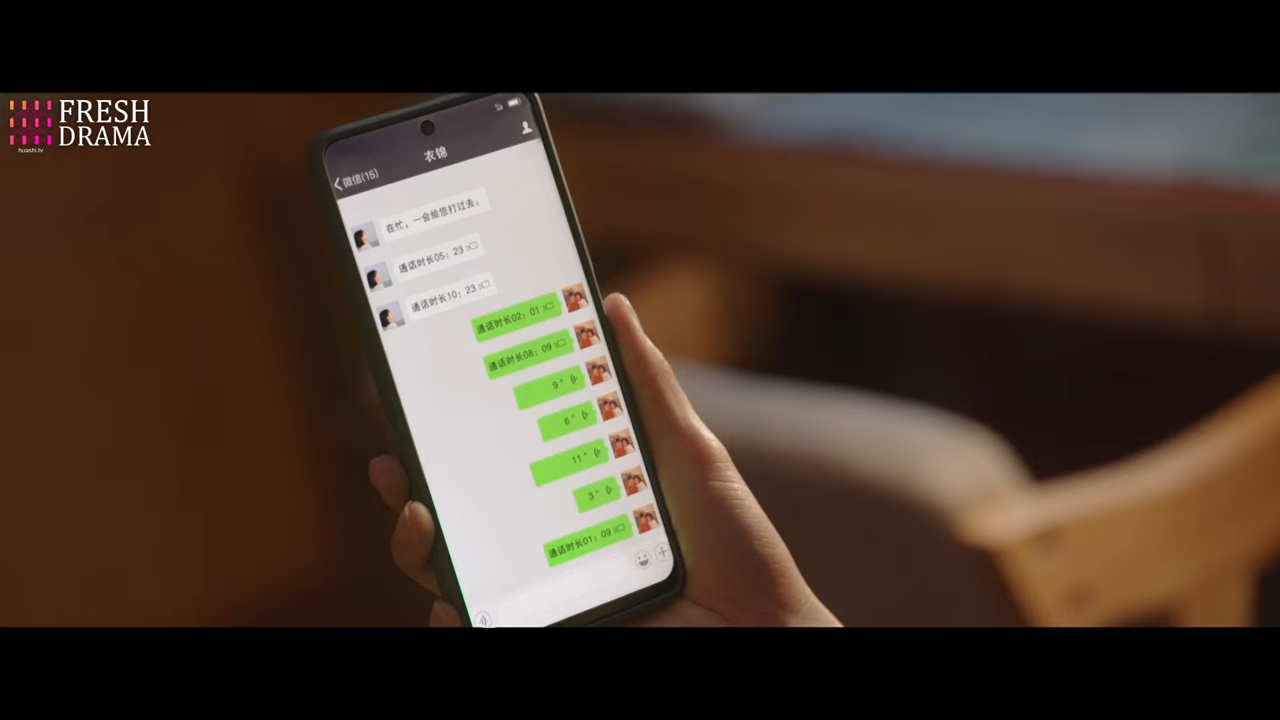 FRESH
DRAMA
huashi.tv
衣锦
微信(15)
在忙，一会给您打过去。
通话时长05：23
通话时长10：23
通话时长02：01
通话时长08：09
9"
6"
11"
3"
通话时长01：09